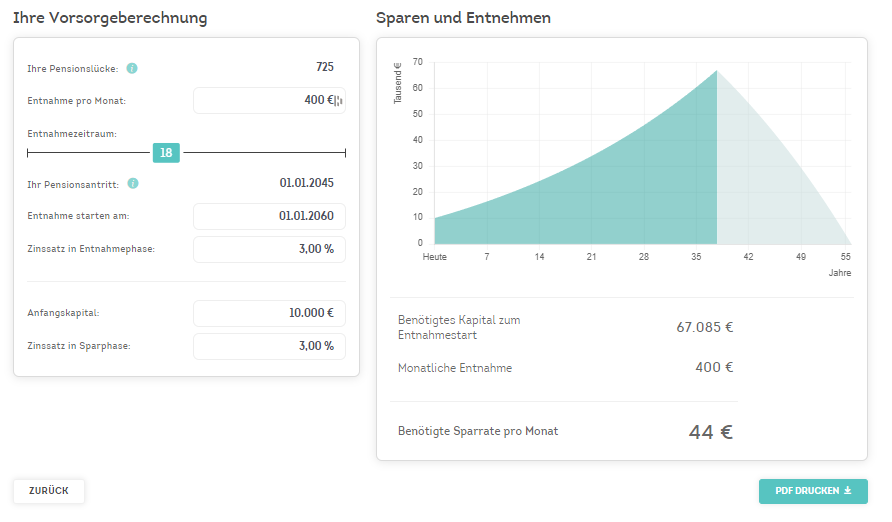 Ihre Vorsorgeberechnung
Ihre Pensionslücke: i 725
Entnahme pro Monat: 400 €
Entnahmezeitraum:
18
Ihr Pensionsantritt: i 01.01.2045
Entnahme starten am: 01.01.2060
Zinssatz in Entnahmephase: 3,00 %
Anfangskapital: 10.000 €
Zinssatz in Sparphase: 3,00 %
ZURÜCK
Sparen und Entnehmen
Tausend €
70
60
50
40
30
20
10
0
Heute 7 14 21 28 35 42 49 55
Jahre
Benötigtes Kapital zum
Entnahmestart 67.085 €
Monatliche Entnahme 400 €
Benötigte Sparrate pro Monat 44 €
PDF DRUCKEN